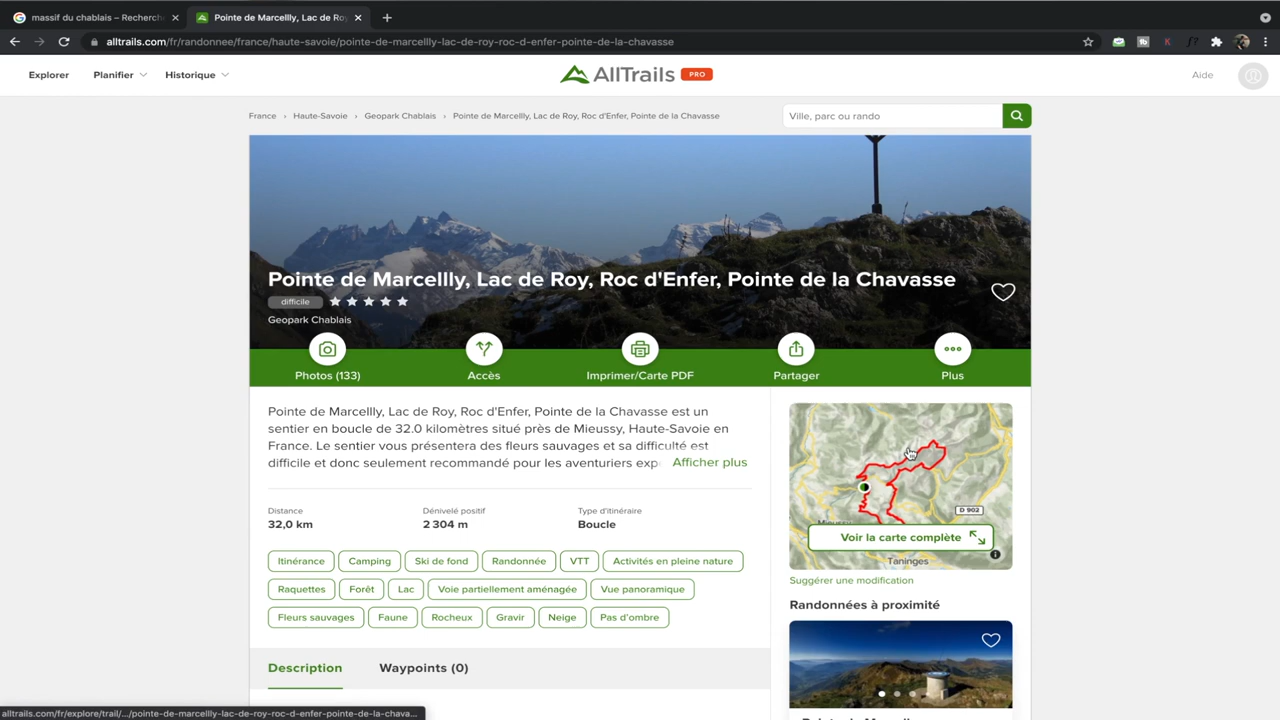 massif du chablais – Recherch
Pointe de Marcellly, Lac de Roy
alltrails.com/fr/randonnee/france/haute-savoie/pointe-de-marcellly-lac-de-roy-roc-d-enfer-pointe-de-la-chavasse
Explorer
Planifier
Historique
AllTrails PRO
Aide
France › Haute-Savoie › Geopark Chablais › Pointe de Marcellly, Lac de Roy, Roc d'Enfer, Pointe de la Chavasse
Ville, parc ou rando
Pointe de Marcellly, Lac de Roy, Roc d'Enfer, Pointe de la Chavasse
difficile
Geopark Chablais
Photos (133)
Accès
Imprimer/Carte PDF
Partager
Plus
Pointe de Marcellly, Lac de Roy, Roc d'Enfer, Pointe de la Chavasse est un
sentier en boucle de 32.0 kilomètres situé près de Mieussy, Haute-Savoie en
France. Le sentier vous présentera des fleurs sauvages et sa difficulté est
difficile et donc seulement recommandé pour les aventuriers exp
Afficher plus
Distance
32,0 km
Dénivelé positif
2 304 m
Type d'itinéraire
Boucle
Itinérance
Camping
Ski de fond
Randonnée
VTT
Activités en pleine nature
Raquettes
Forêt
Lac
Voie partiellement aménagée
Vue panoramique
Fleurs sauvages
Faune
Rocheux
Gravir
Neige
Pas d'ombre
Description
Waypoints (0)
D 902
Voir la carte complète
Taninges
Suggérer une modification
Randonnées à proximité
alltrails.com/fr/explore/trail/.../pointe-de-marcellly-lac-de-roy-roc-d-enfer-pointe-de-la-chava...